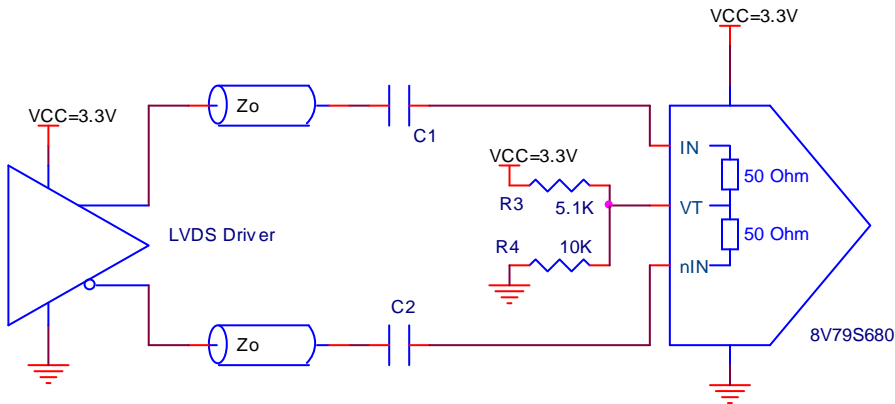 VCC=3.3V
Zo
VCC=3.3V
C1
IN
VCC=3.3V
50 Ohm
R3
5.1K
VT
LVDS Driver
R4
10K
50 Ohm
nIN
C2
8V79S680
Zo